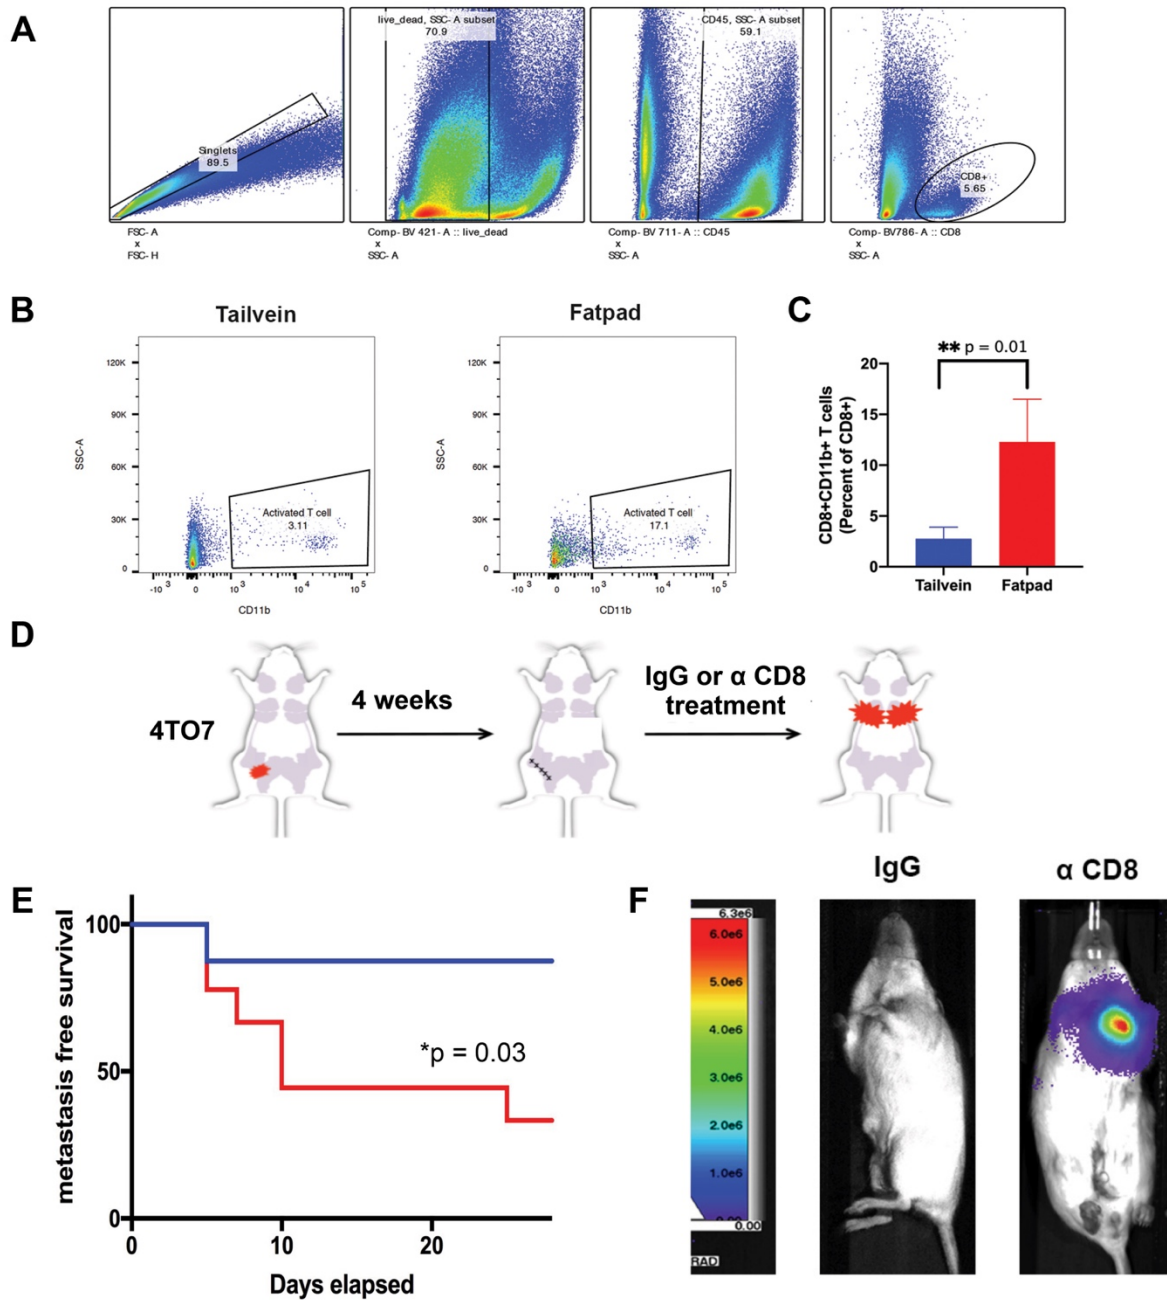 A
Singlets
89.5
FSC-A
x
FSC-H
live_dead, SSC-A subset
70.9
Comp-BV 421-A :: live_dead
x
SSC-A
CD45, SSC-A subset
59.1
Comp-BV 711-A :: CD45
x
SSC-A
CD8+
5.65
Comp-BV786-A :: CD8
x
SSC-A
B
Tailvein
120K
90K
60K
30K
0
SSC-A
Activated T cell
3.11
-10 3 0 10 3 10 4 10 5
CD11b
Fatpad
120K
90K
60K
30K
0
SSC-A
Activated T cell
17.1
-10 3 0 10 3 10 4 10 5
CD11b
C
** p = 0.01
CD8+CD11b+ T cells
(Percent of CD8+)
20
15
10
5
0
Tailvein Fatpad
D
4TO7
4 weeks
IgG or α CD8
treatment
E
metastasis free survival
100
50
0
*p = 0.03
0 10 20
Days elapsed
F
IgG
α CD8
6.3e6
6.0e6
5.0e6
4.0e6
3.0e6
2.0e6
1.0e6
0.00
0.00
RAD